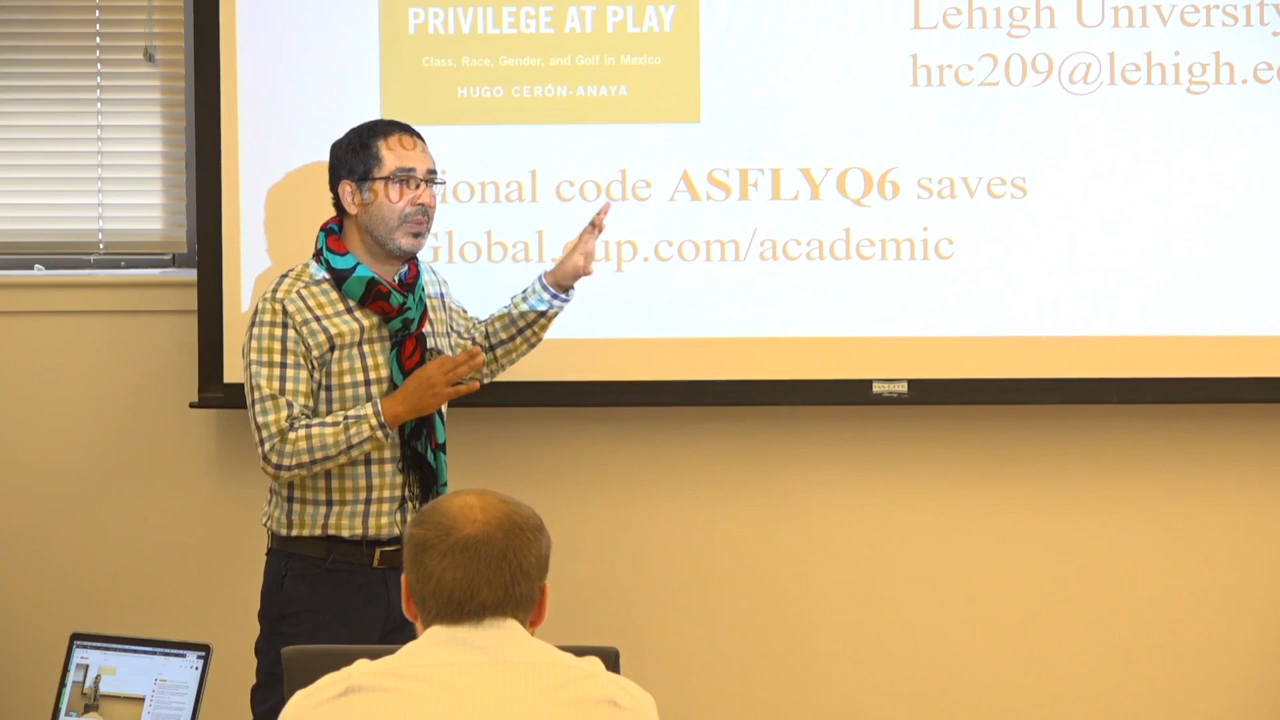 PRIVILEGE AT PLAY
Class, Race, Gender, and Golf in Mexico
HUGO CERÓN-ANAYA
Lehigh University
hrc209@lehigh.e
ional code ASFLYQ6 saves
Global.oup.com/academic